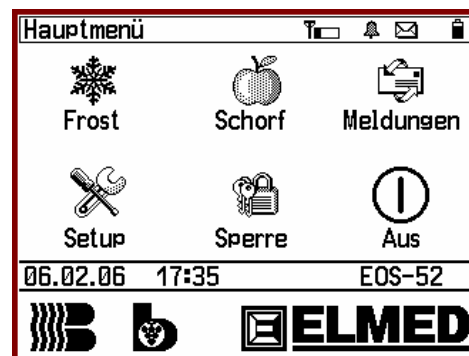 Hauptmenü
Frost Schorf Meldungen
Setup Sperre Aus
06.02.06 17:35 EOS-52
ELMED